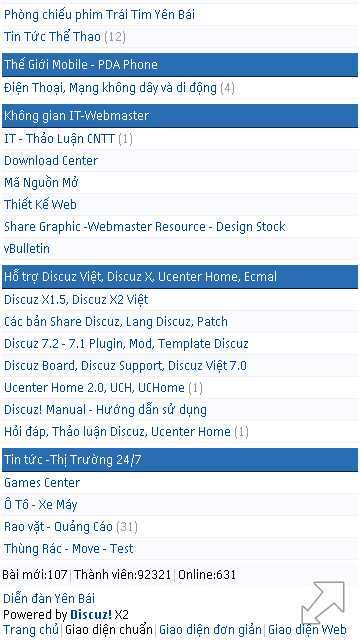 Phòng chiếu phim Trái Tim Yên Bái
Tin Tức Thể Thao (12)
Thế Giới Mobile - PDA Phone
Điện Thoại, Mạng không dây và di động (4)
Không gian IT-Webmaster
IT - Thảo Luận CNTT (1)
Download Center
Mã Nguồn Mở
Thiết Kế Web
Share Graphic -Webmaster Resource - Design Stock
vBulletin
Hỗ trợ Discuz Việt, Discuz X, Ucenter Home, Ecmal
Discuz X1.5, Discuz X2 Việt
Các bản Share Discuz, Lang Discuz, Patch
Discuz 7.2 - 7.1 Plugin, Mod, Template Discuz
Discuz Board, Discuz Support, Discuz Việt 7.0
Ucenter Home 2.0, UCH, UCHome (1)
Discuz! Manual - Hướng dẫn sử dụng
Hỏi đáp, Thảo luận Discuz, Ucenter Home (1)
Tin tức -Thị Trường 24/7
Games Center
Ô Tô - Xe Máy
Rao vặt - Quảng Cáo (31)
Thùng Rác - Move - Test
Bài mới:107|Thành viên:92321|Online:631
Diễn đàn Yên Bái
Powered by Discuz! X2
Trang chủ|Giao diện chuẩn|Giao diện đơn giản|Giao diện Web